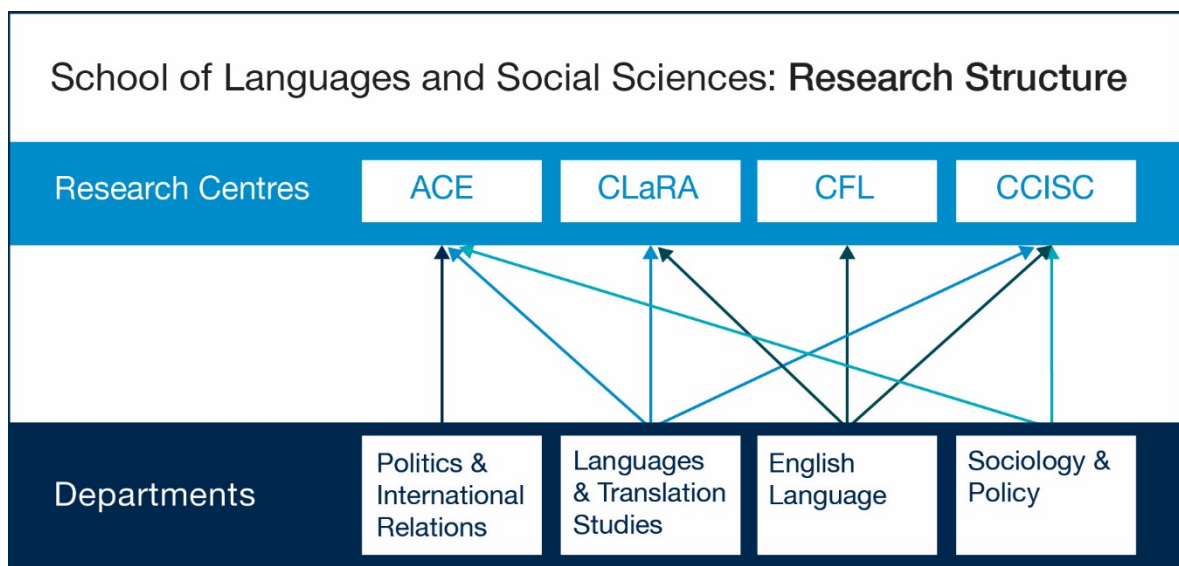 School of Languages and Social Sciences: Research Structure
Research Centres
ACE
CLaRA
CFL
CCISC
Departments
Politics &
International
Relations
Languages
& Translation
Studies
English
Language
Sociology &
Policy